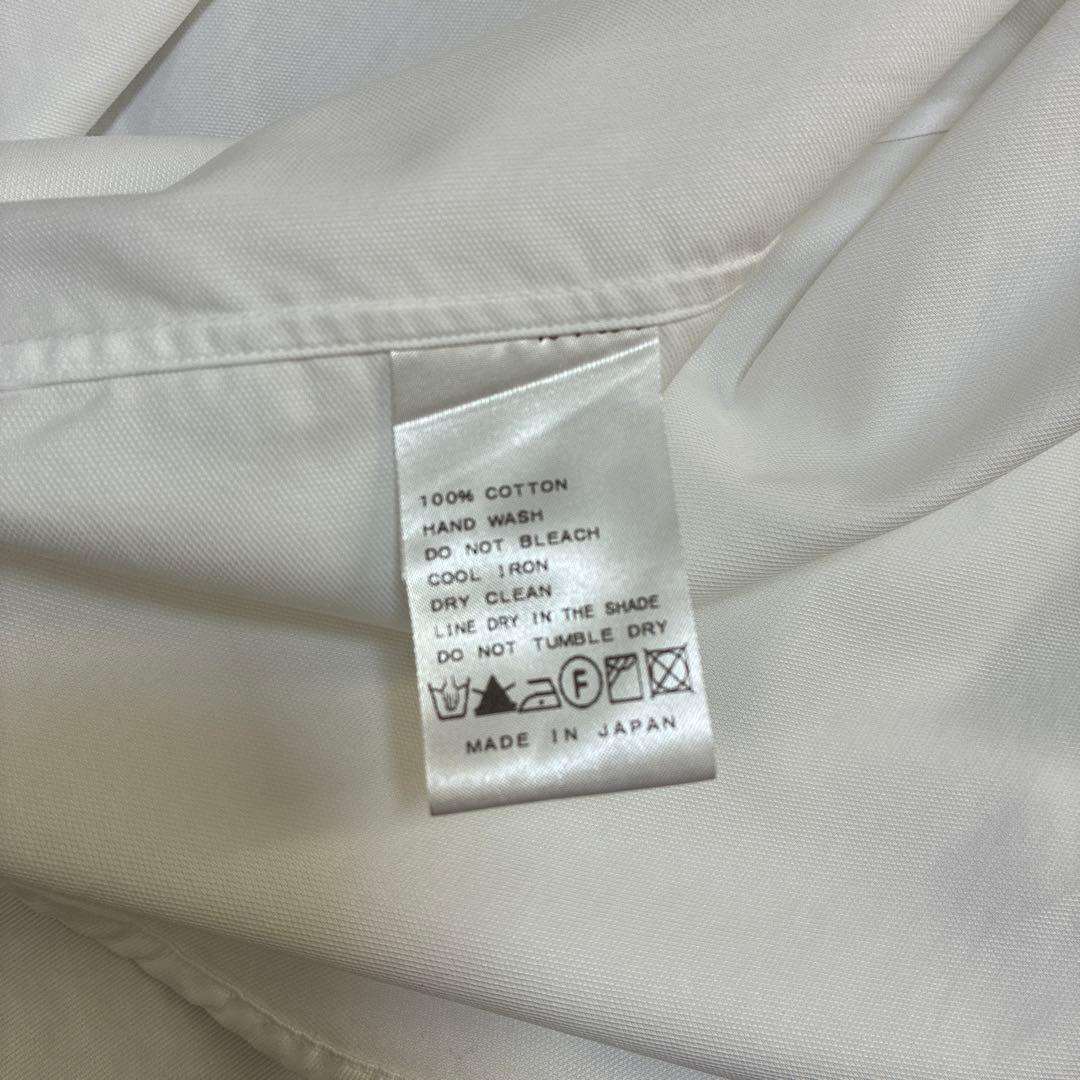 100% COTTON
HAND WASH
DO NOT BLEACH
COOL IRON
DRY CLEAN
LINE DRY IN THE SHADE
DO NOT TUMBLE DRY
F
MADE IN JAPAN